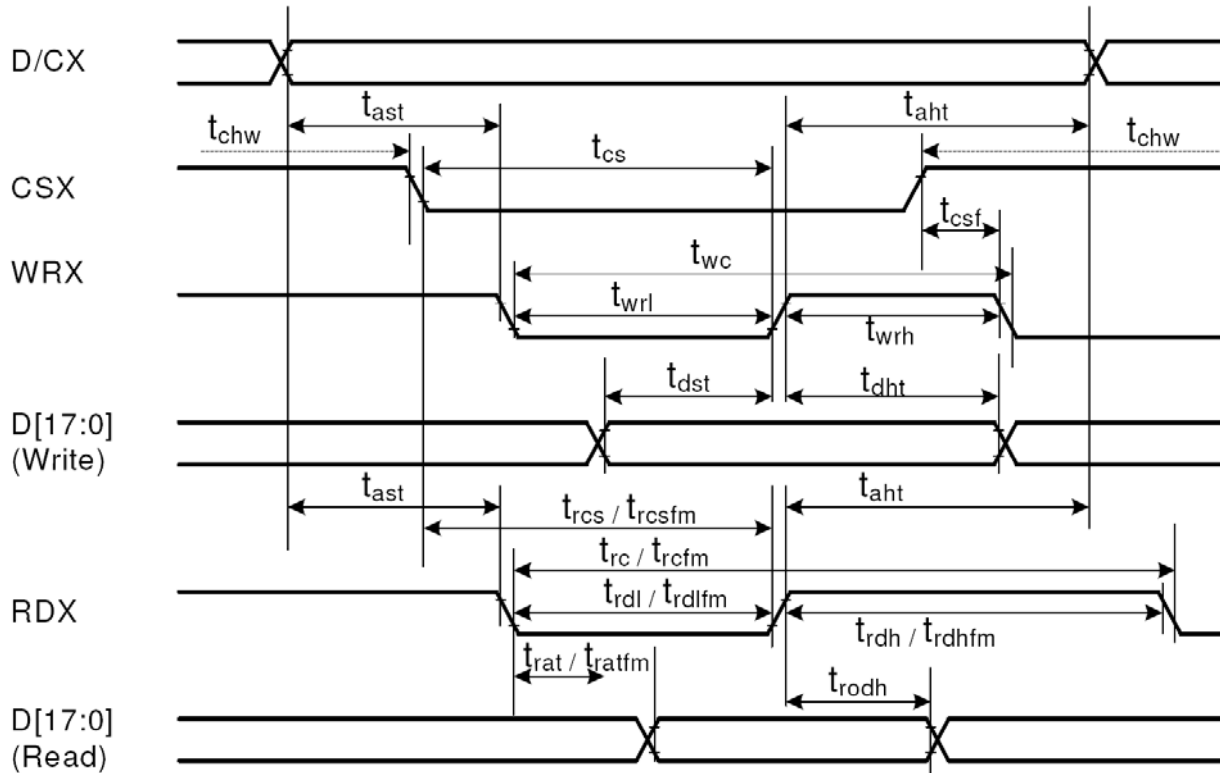 D/CX
t_ast
t_aht
t_chw
t_cs
t_chw
CSX
t_csf
WRX
t_wc
t_wrl
t_wrh
t_dst
t_dht
D[17:0]
(Write)
t_ast
t_aht
t_rcs / t_rcsfm
t_rc / t_rcfm
RDX
t_rdl / t_rdlfm
t_rdh / t_rdhfm
t_rat / t_ratfm
t_rodh
D[17:0]
(Read)